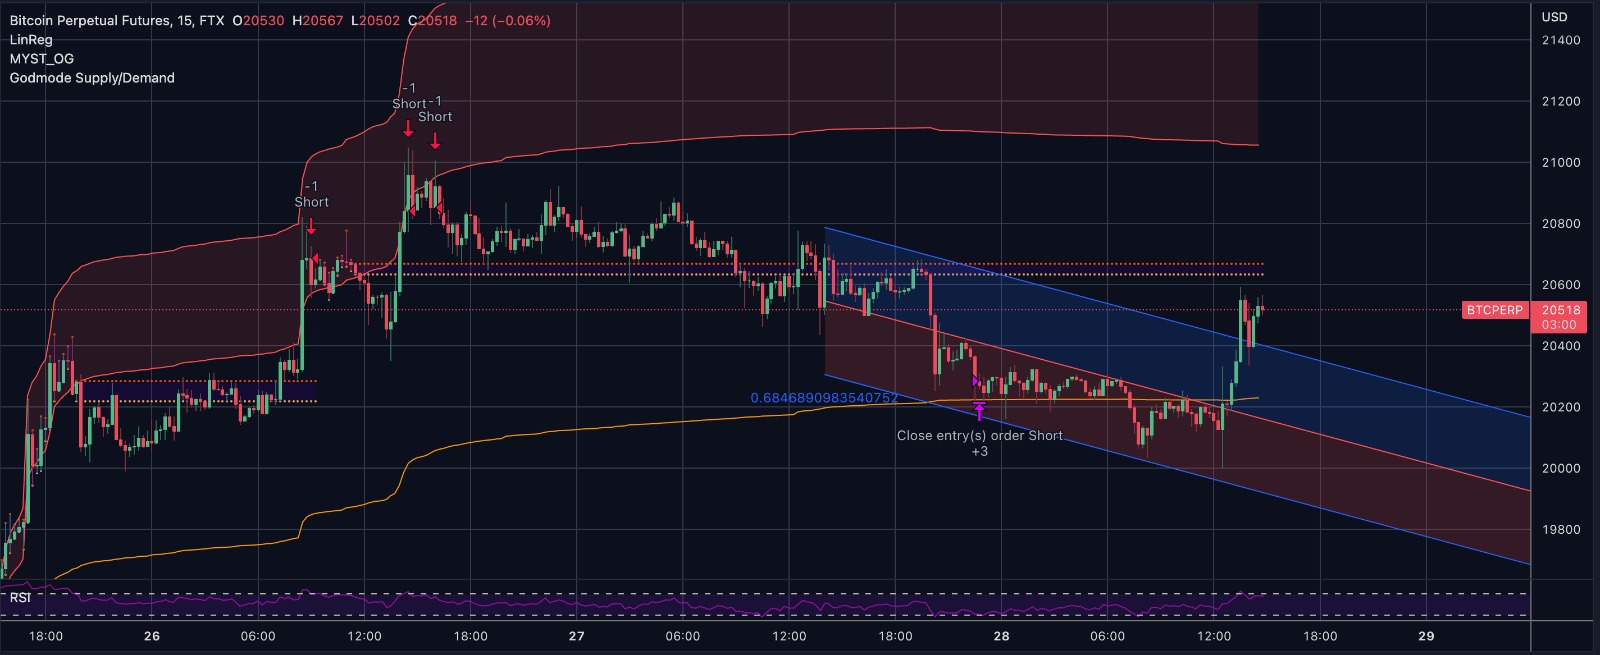 Bitcoin Perpetual Futures, 15, FTX O20530 H20567 L20502 C20518 −12 (−0.06%)
LinReg
MYST_OG
Godmode Supply/Demand
USD
21400
21200
21000
20800
20600
BTCPERP 20518
03:00
20400
20200
20000
19800
-1
Short
-1
Short
-1
Short
0.6846890983540752
Close entry(s) order Short
+3
RSI
18:00 26 06:00 12:00 18:00 27 06:00 12:00 18:00 28 06:00 12:00 18:00 29